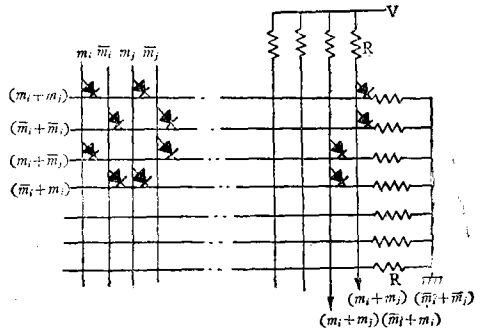 V
m_i m̄_i m_j m̄_j
R
(m_i+m_j)
(m̄_i+m̄_j)
(m_i+m̄_j)
(m̄_i+m_j)
R
(m_i+m_j) (m̄_i+m̄_j)
(m_i+m_j)(m̄_i+m_i)